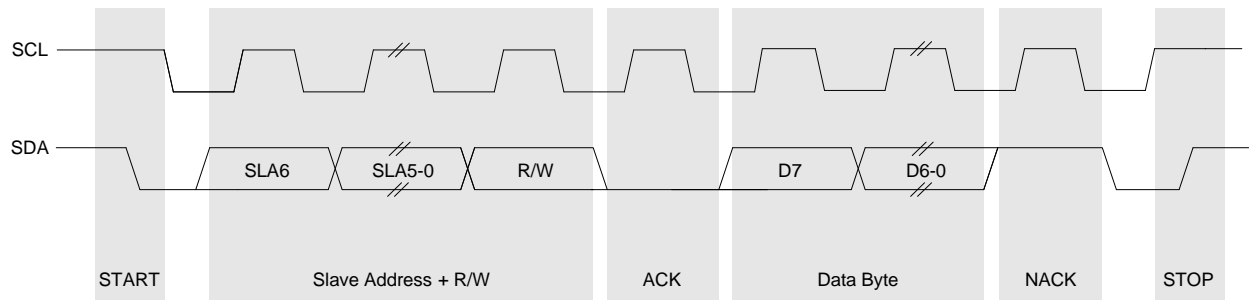 SCL
SDA
SLA6 SLA5-0 R/W D7 D6-0
START Slave Address + R/W ACK Data Byte NACK STOP